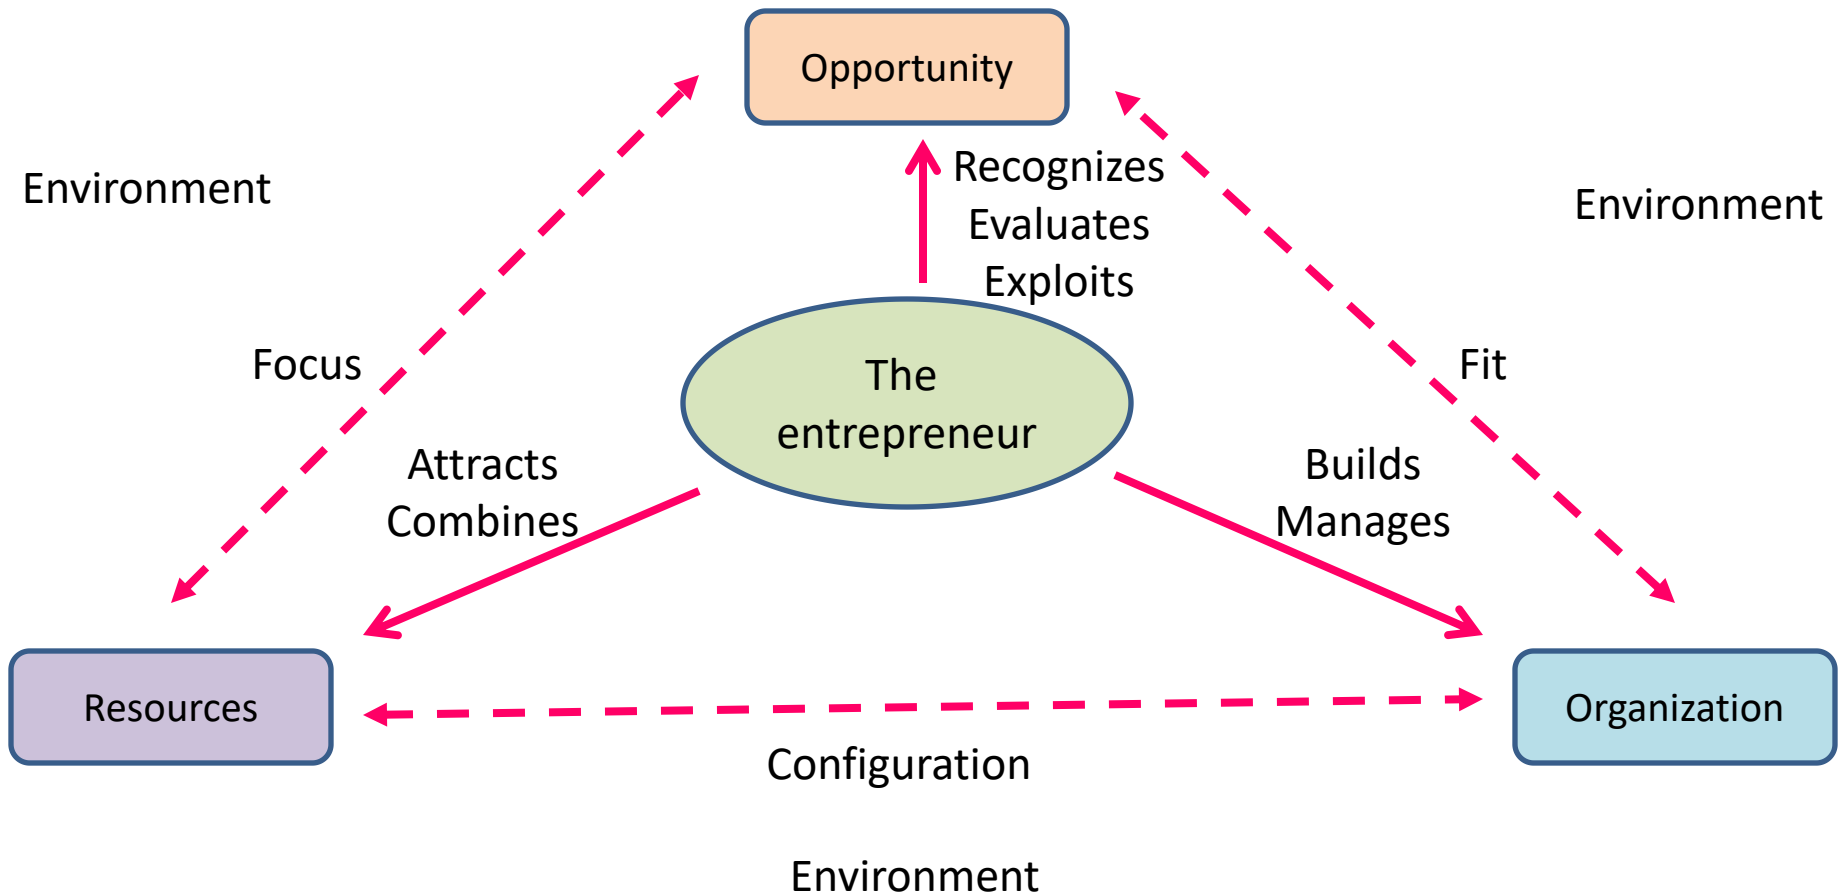 Opportunity
Recognizes
Evaluates
Exploits
Environment
Environment
Focus
Fit
The
entrepreneur
Attracts
Combines
Builds
Manages
Resources
Organization
Configuration
Environment